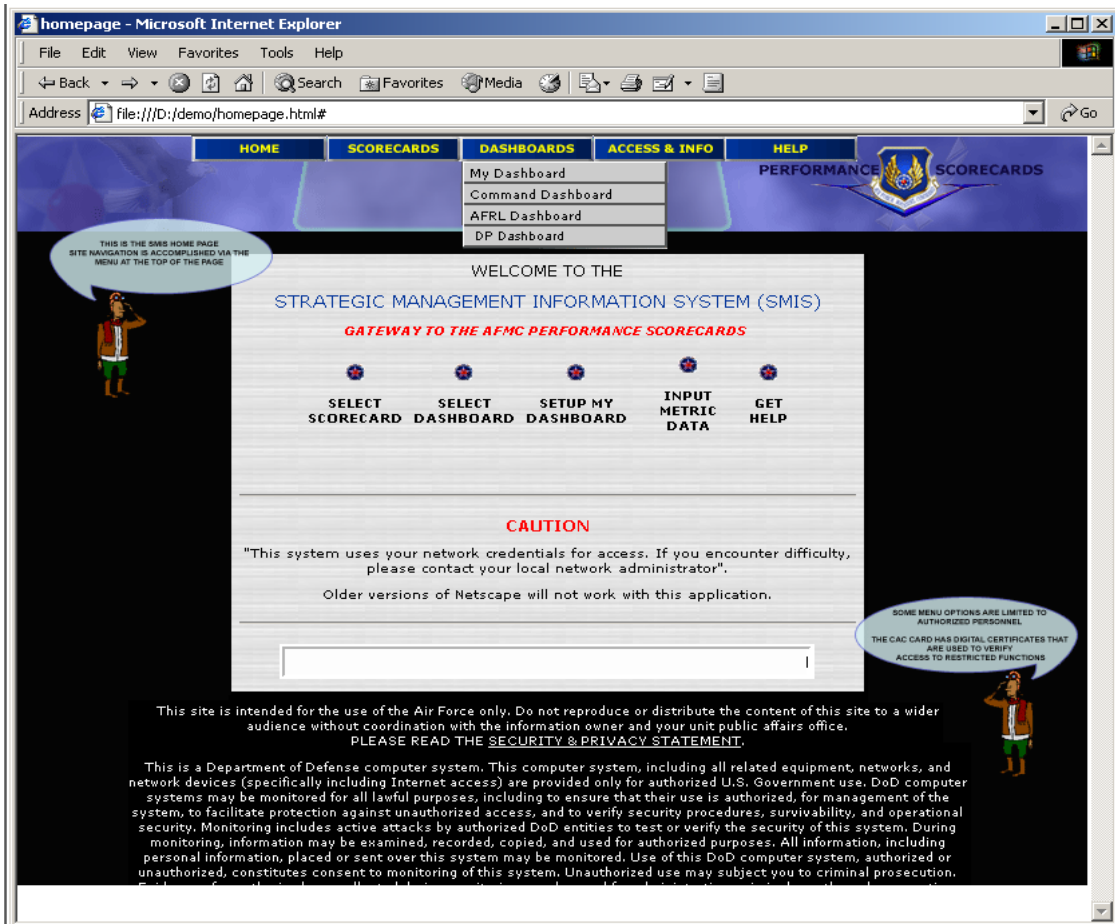 homepage - Microsoft Internet Explorer
File Edit View Favorites Tools Help
Back Search Favorites Media
Address file:///D:/demo/homepage.html# Go
HOME SCORECARDS DASHBOARDS ACCESS & INFO HELP
My Dashboard
Command Dashboard
AFRL Dashboard
DP Dashboard
PERFORMANCE SCORECARDS
THIS IS THE SMIS HOME PAGE
SITE NAVIGATION IS ACCOMPLISHED VIA THE
MENU AT THE TOP OF THE PAGE
WELCOME TO THE
STRATEGIC MANAGEMENT INFORMATION SYSTEM (SMIS)
GATEWAY TO THE AFMC PERFORMANCE SCORECARDS
SELECT
SCORECARD
SELECT
DASHBOARD
SETUP MY
DASHBOARD
INPUT
METRIC
DATA
GET
HELP
CAUTION
"This system uses your network credentials for access. If you encounter difficulty,
please contact your local network administrator".
Older versions of Netscape will not work with this application.
SOME MENU OPTIONS ARE LIMITED TO
AUTHORIZED PERSONNEL
THE CAC CARD HAS DIGITAL CERTIFICATES THAT
ARE USED TO VERIFY
ACCESS TO RESTRICTED FUNCTIONS
This site is intended for the use of the Air Force only. Do not reproduce or distribute the content of this site to a wider
audience without coordination with the information owner and your unit public affairs office.
PLEASE READ THE SECURITY & PRIVACY STATEMENT.
This is a Department of Defense computer system. This computer system, including all related equipment, networks, and
network devices (specifically including Internet access) are provided only for authorized U.S. Government use. DoD computer
systems may be monitored for all lawful purposes, including to ensure that their use is authorized, for management of the
system, to facilitate protection against unauthorized access, and to verify security procedures, survivability, and operational
security. Monitoring includes active attacks by authorized DoD entities to test or verify the security of this system. During
monitoring, information may be examined, recorded, copied, and used for authorized purposes. All information, including
personal information, placed or sent over this system may be monitored. Use of this DoD computer system, authorized or
unauthorized, constitutes consent to monitoring of this system. Unauthorized use may subject you to criminal prosecution.